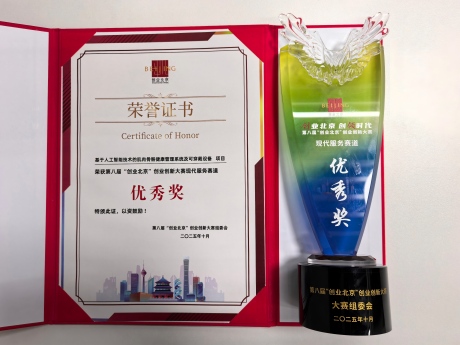 BEIJING
创业北京
荣誉证书
Certificate of Honor
基于人工智能技术的肌肉骨骼健康管理系统及可穿戴设备 项目
荣获第八届“创业北京”创业创新大赛现代服务赛道
优秀奖
特颁此证，以资鼓励！
第八届“创业北京”创业创新大赛组委会
二〇二五年十月
业北京 创
时代
第八届“创业北京”创业创新大赛
现代服务赛道
优秀奖
第八届“创业北京”创业创新
大赛组委会
二〇二五年十月